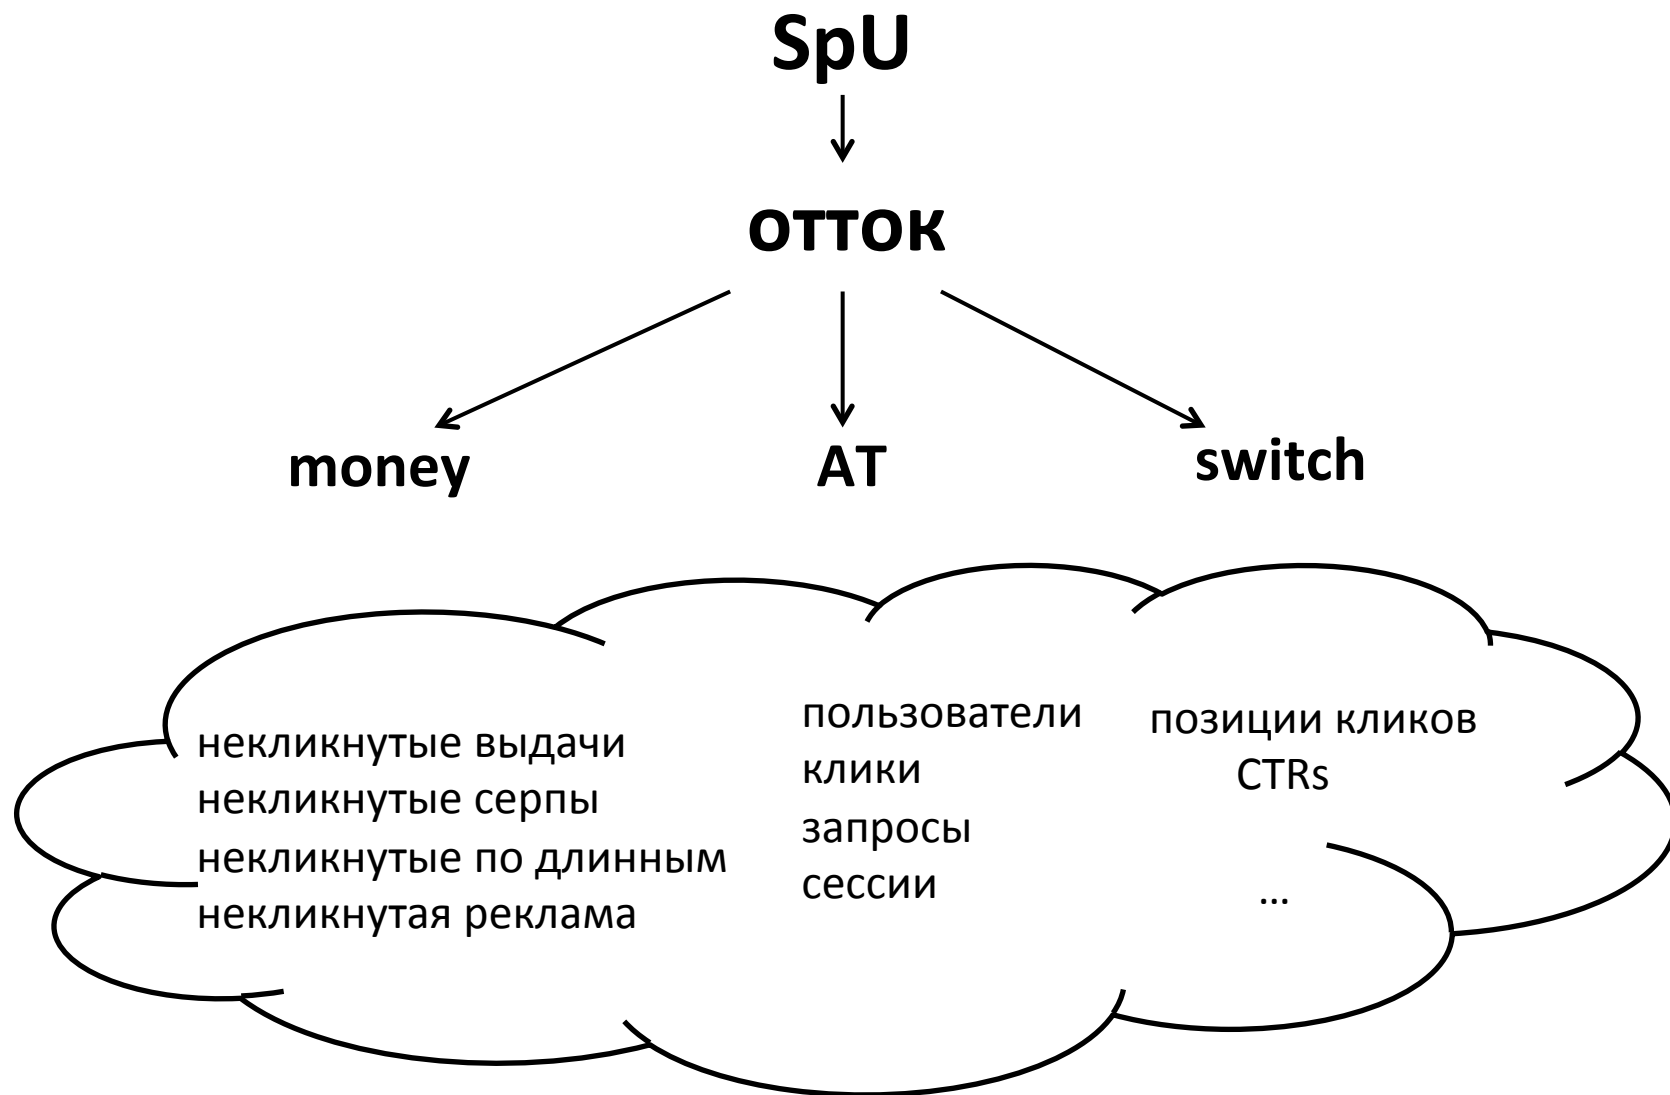 SpU
отток
money
AT
switch
некликнутые выдачи
некликнутые серпы
некликнутые по длинным
некликнутая реклама
пользователи
клики
запросы
сессии
позиции кликов
CTRs
...